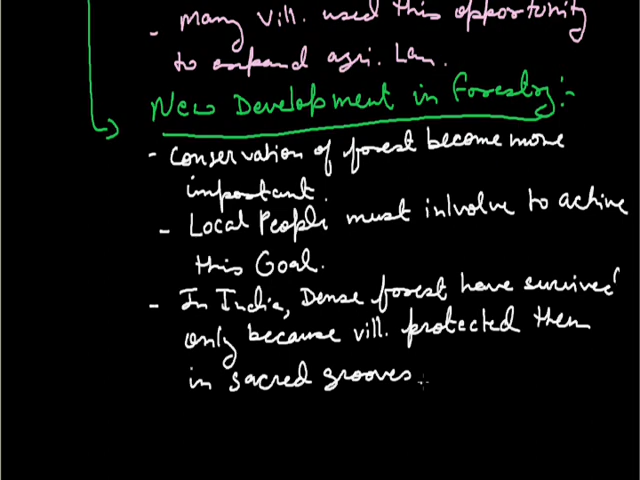 - Many vill. used this opportunity
to expand agri. Lan.
New Development in Forestry:-
- Conservation of forest become more
important.
- Local People must inlvolve to achive
this Goal.
- In India, Dense forest have survived
only because vill. protected them
in sacred grooves.